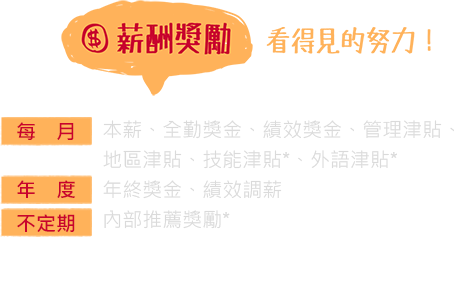 $ 薪酬獎勵 看得見的努力！
每 月 本薪、全勤獎金、績效獎金、管理津貼、
地區津貼、技能津貼*、外語津貼*
年 度 年終獎金、績效調薪
不定期 內部推薦獎勵*